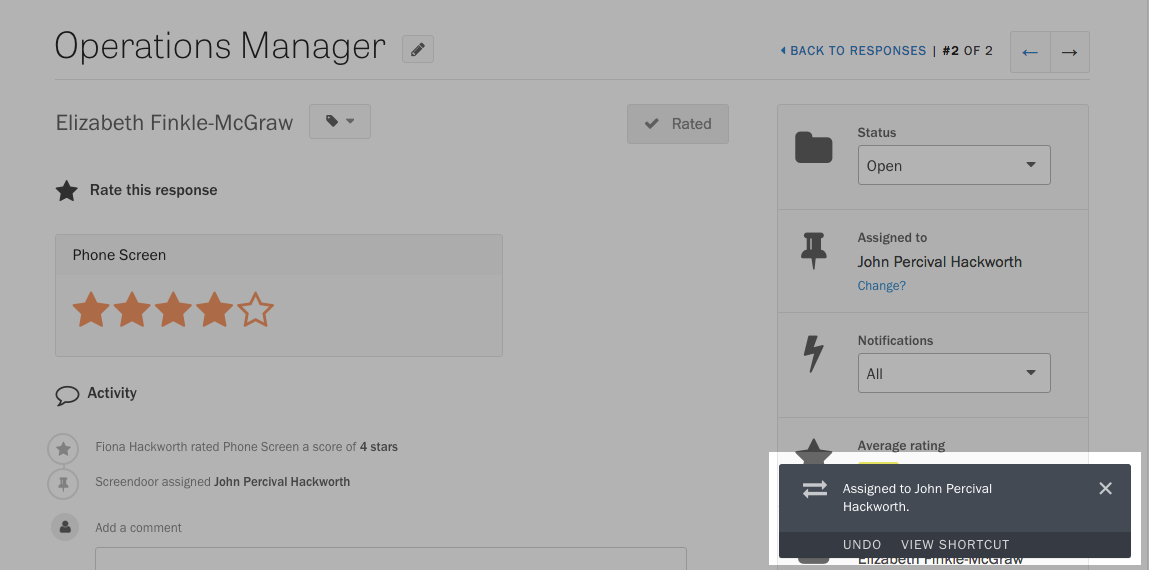 Operations Manager
BACK TO RESPONSES | #2 OF 2
Elizabeth Finkle-McGraw
Rated
Rate this response
Phone Screen
Activity
Fiona Hackworth rated Phone Screen a score of 4 stars
Screendoor assigned John Percival Hackworth
Add a comment
Status
Open
Assigned to
John Percival Hackworth
Change?
Notifications
All
Average rating
Assigned to John Percival
Hackworth.
UNDO VIEW SHORTCUT
Elizabeth Finkle-McGraw